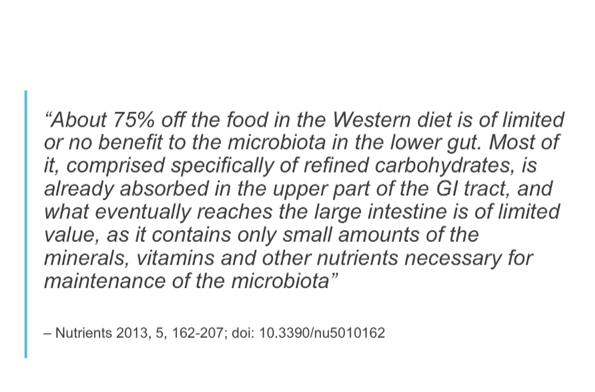 “About 75% off the food in the Western diet is of limited
or no benefit to the microbiota in the lower gut. Most of
it, comprised specifically of refined carbohydrates, is
already absorbed in the upper part of the GI tract, and
what eventually reaches the large intestine is of limited
value, as it contains only small amounts of the
minerals, vitamins and other nutrients necessary for
maintenance of the microbiota”
– Nutrients 2013, 5, 162-207; doi: 10.3390/nu5010162